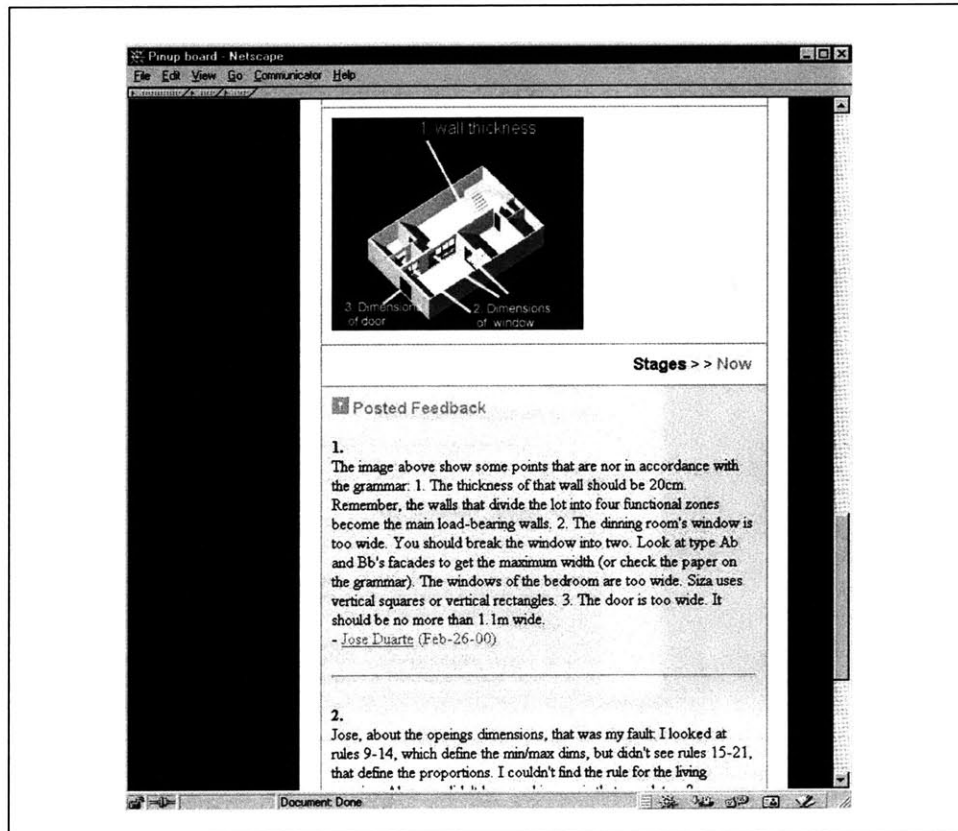 Pinup board - Netscape
File Edit View Go Communicator Help
1. wall thickness
3. Dimensions
of door
2. Dimensions
of window
Stages >> Now
Posted Feedback
1.
The image above show some points that are nor in accordance with
the grammar: 1. The thickness of that wall should be 20cm.
Remember, the walls that divide the lot into four functional zones
become the main load-bearing walls. 2. The dinning room's window is
too wide. You should break the window into two. Look at type Ab
and Bb's facades to get the maximum width (or check the paper on
the grammar). The windows of the bedroom are too wide. Siza uses
vertical squares or vertical rectangles. 3. The door is too wide. It
should be no more than 1.1m wide.
- Jose Duarte (Feb-26-00)
2.
Jose, about the opeings dimensions, that was my fault. I looked at
rules 9-14, which define the min/max dims, but didn't see rules 15-21,
that define the proportions. I couldn't find the rule for the living
Document: Done